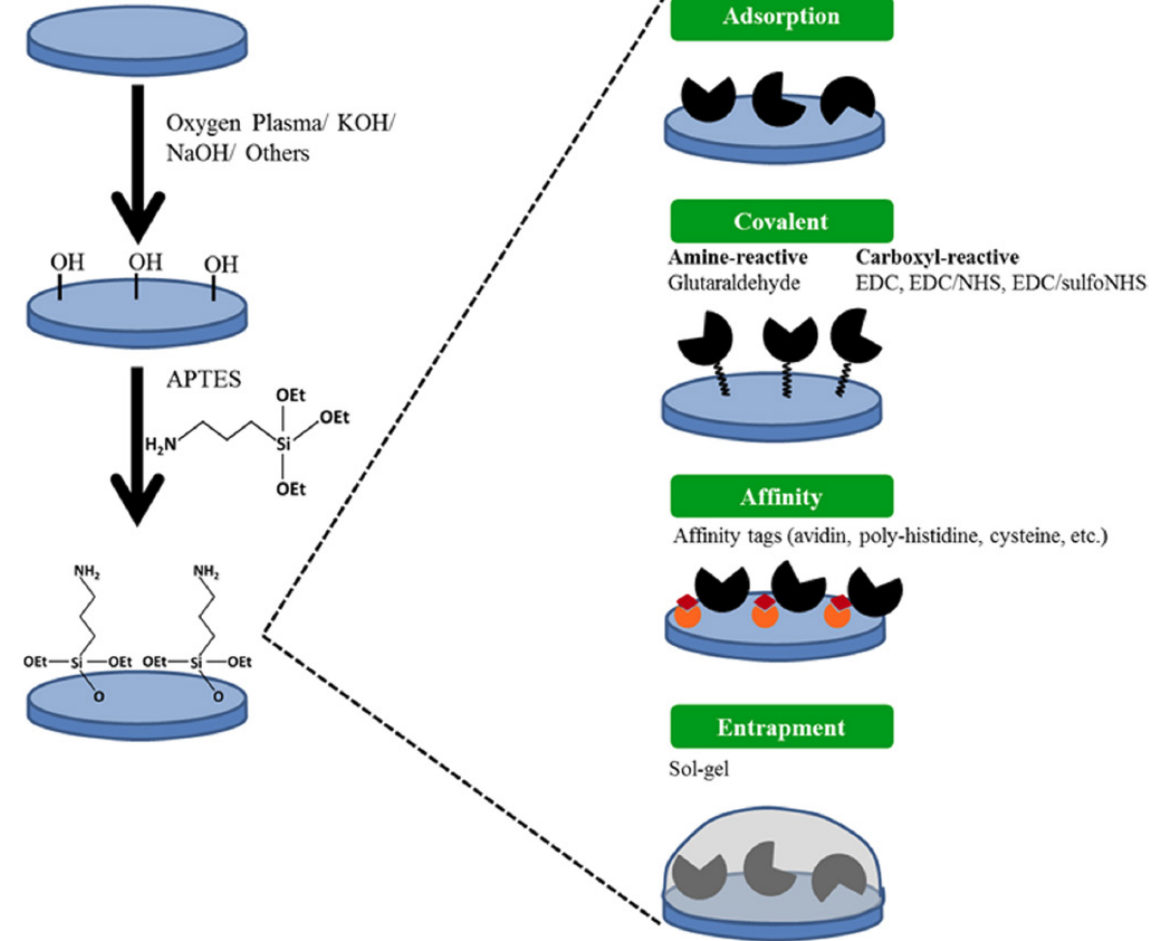 Oxygen Plasma/ KOH/
NaOH/ Others
OH OH OH
APTES
OEt
OEt
H₂N Si
OEt
NH₂ NH₂
OEt Si OEt OEt Si OEt
O O
Adsorption
Covalent
Amine-reactive Carboxyl-reactive
Glutaraldehyde EDC, EDC/NHS, EDC/sulfoNHS
Affinity
Affinity tags (avidin, poly-histidine, cysteine, etc.)
Entrapment
Sol-gel